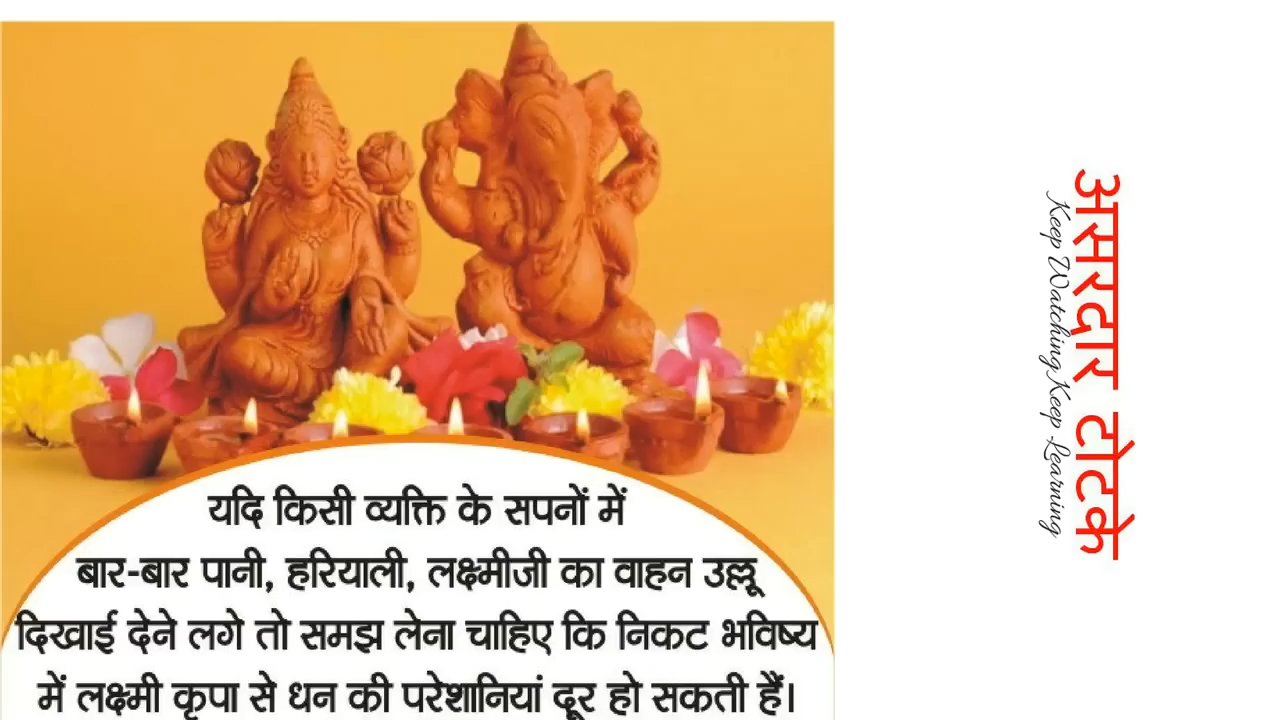 यदि किसी व्यक्ति के सपनों में
बार-बार पानी, हरियाली, लक्ष्मीजी का वाहन उल्लू
दिखाई देने लगे तो समझ लेना चाहिए कि निकट भविष्य
में लक्ष्मी कृपा से धन की परेशानियां दूर हो सकती हैं।
असरदार टोटके
Keep Watching Keep Learning